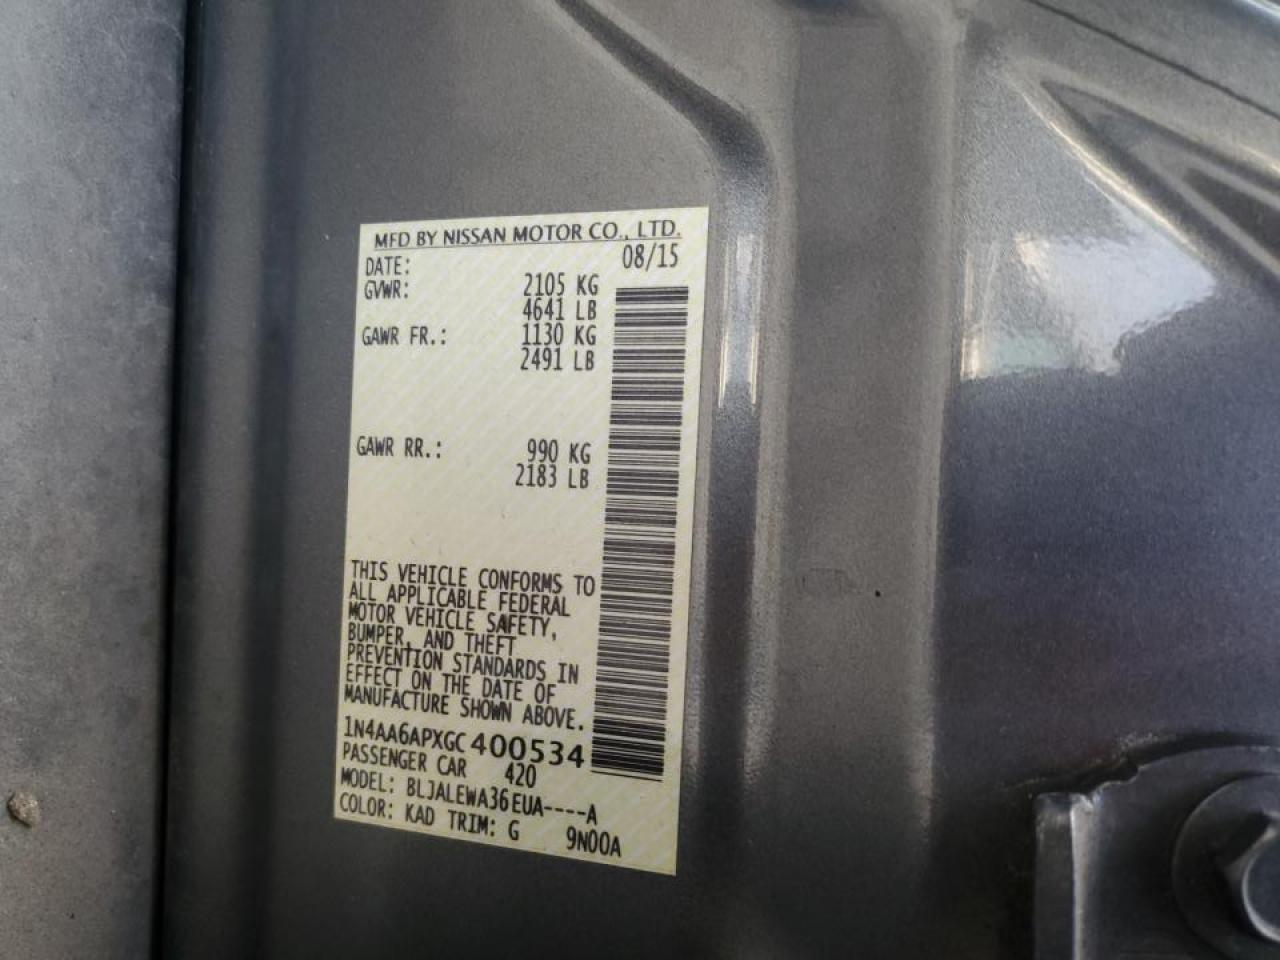 MFD BY NISSAN MOTOR CO., LTD.
DATE: 08/15
GVWR: 2105 KG
4641 LB
GAWR FR.: 1130 KG
2491 LB
GAWR RR.: 990 KG
2183 LB
THIS VEHICLE CONFORMS TO
ALL APPLICABLE FEDERAL
MOTOR VEHICLE SAFETY,
BUMPER, AND THEFT
PREVENTION STANDARDS IN
EFFECT ON THE DATE OF
MANUFACTURE SHOWN ABOVE.
1N4AA6APXGC400534
PASSENGER CAR 420
MODEL: BLJALEWA36EUA----A
COLOR: KAD TRIM: G 9N00A